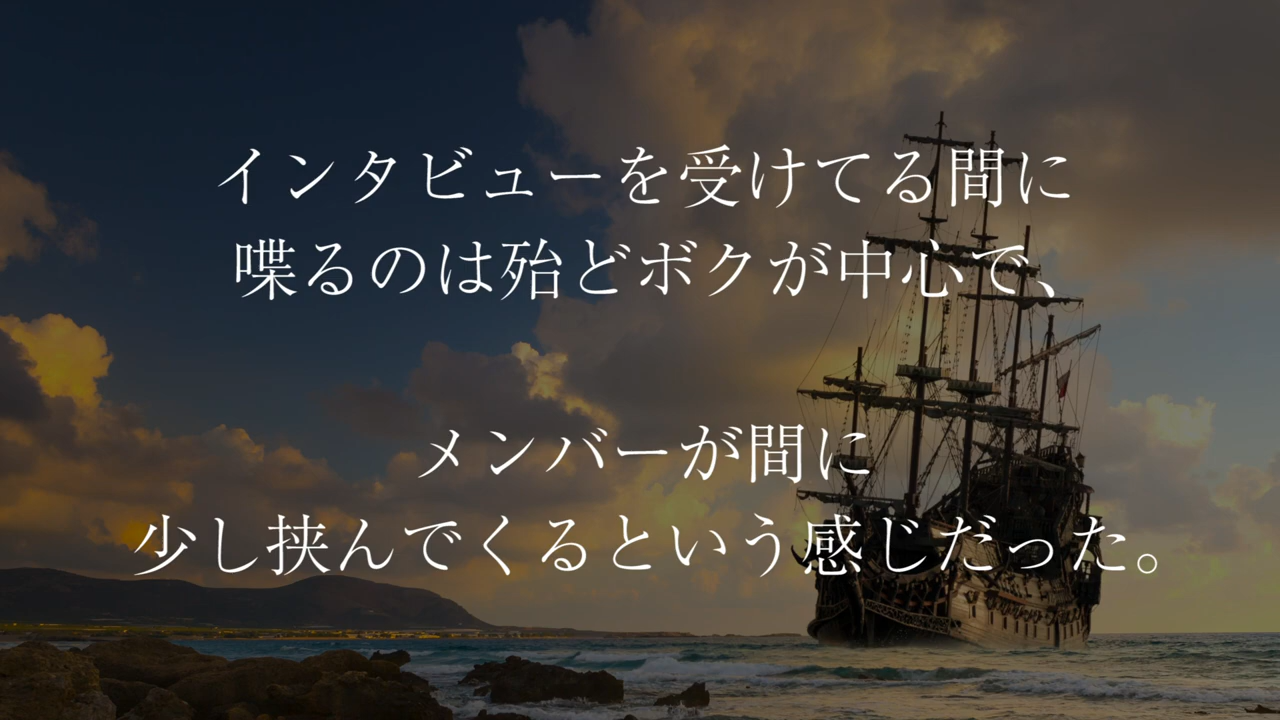 インタビューを受けてる間に
喋るのは殆どボクが中心で、
メンバーが間に
少し挟んでくるという感じだった。